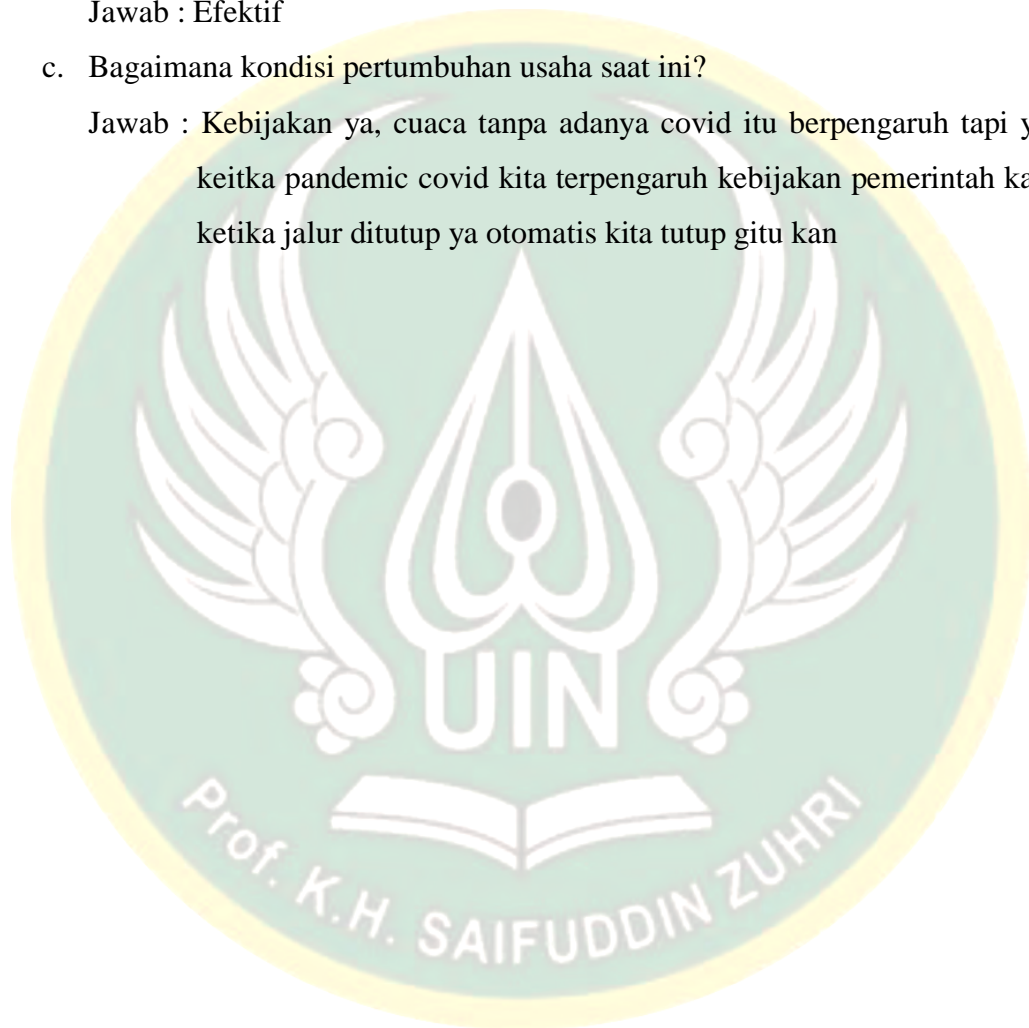 Jawab : Efektif
c. Bagaimana kondisi pertumbuhan usaha saat ini?
Jawab : Kebijakan ya, cuaca tanpa adanya covid itu berpengaruh tapi y
keitka pandemic covid kita terpengaruh kebijakan pemerintah ka
ketika jalur ditutup ya otomatis kita tutup gitu kan
UIN
Prof. K.H. SAIFUDDIN ZUHRI